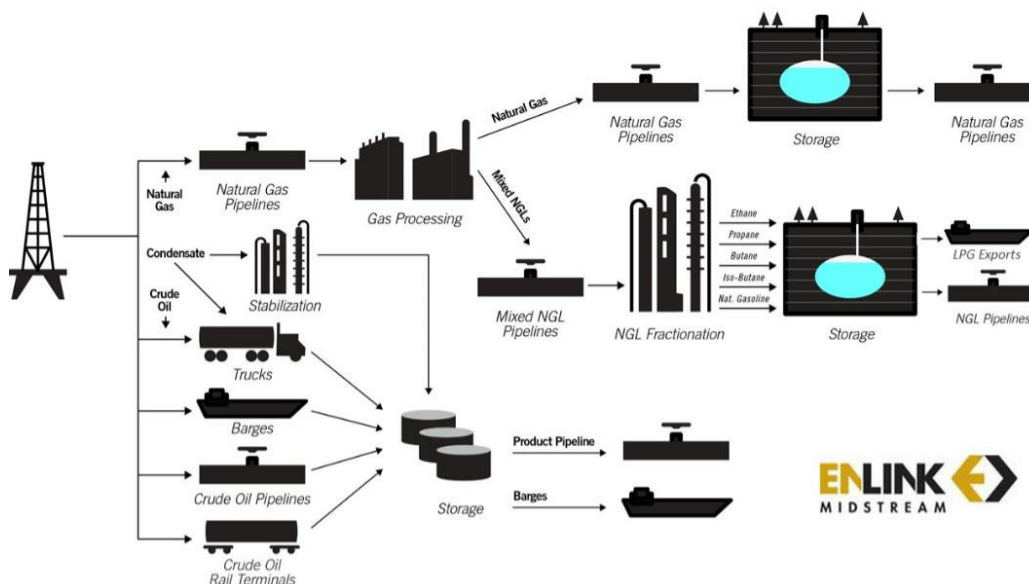 Natural Gas
Natural Gas
Pipelines
Storage
Natural Gas
Pipelines
Natural
Gas
Natural Gas
Pipelines
Gas Processing
Mixed NGLs
Condensate
Stabilization
Mixed NGL
Pipelines
NGL Fractionation
Ethane
Propane
Butane
Iso-Butane
Nat. Gasoline
Storage
LPG Exports
NGL Pipelines
Crude
Oil
Trucks
Barges
Crude Oil Pipelines
Crude Oil
Rail Terminals
Storage
Product Pipeline
Barges
ENLINK
MIDSTREAM